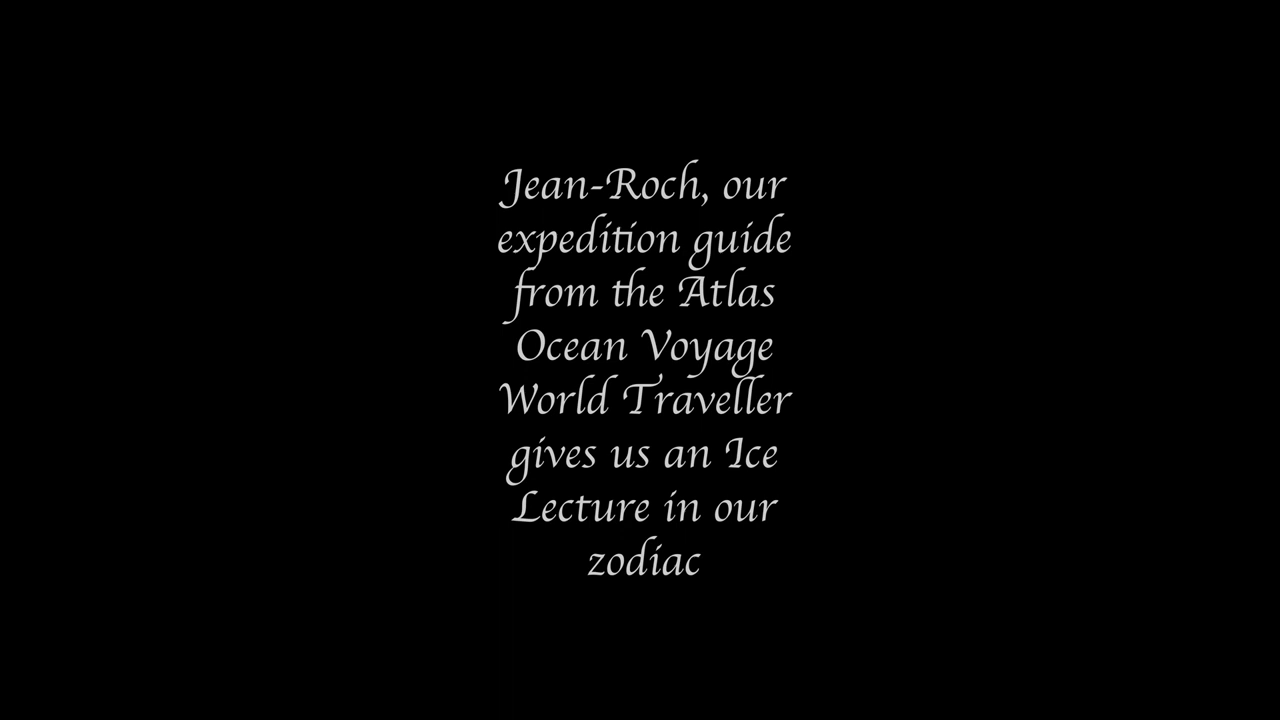 Jean-Roch, our
expedition guide
from the Atlas
Ocean Voyage
World Traveller
gives us an Ice
Lecture in our
zodiac